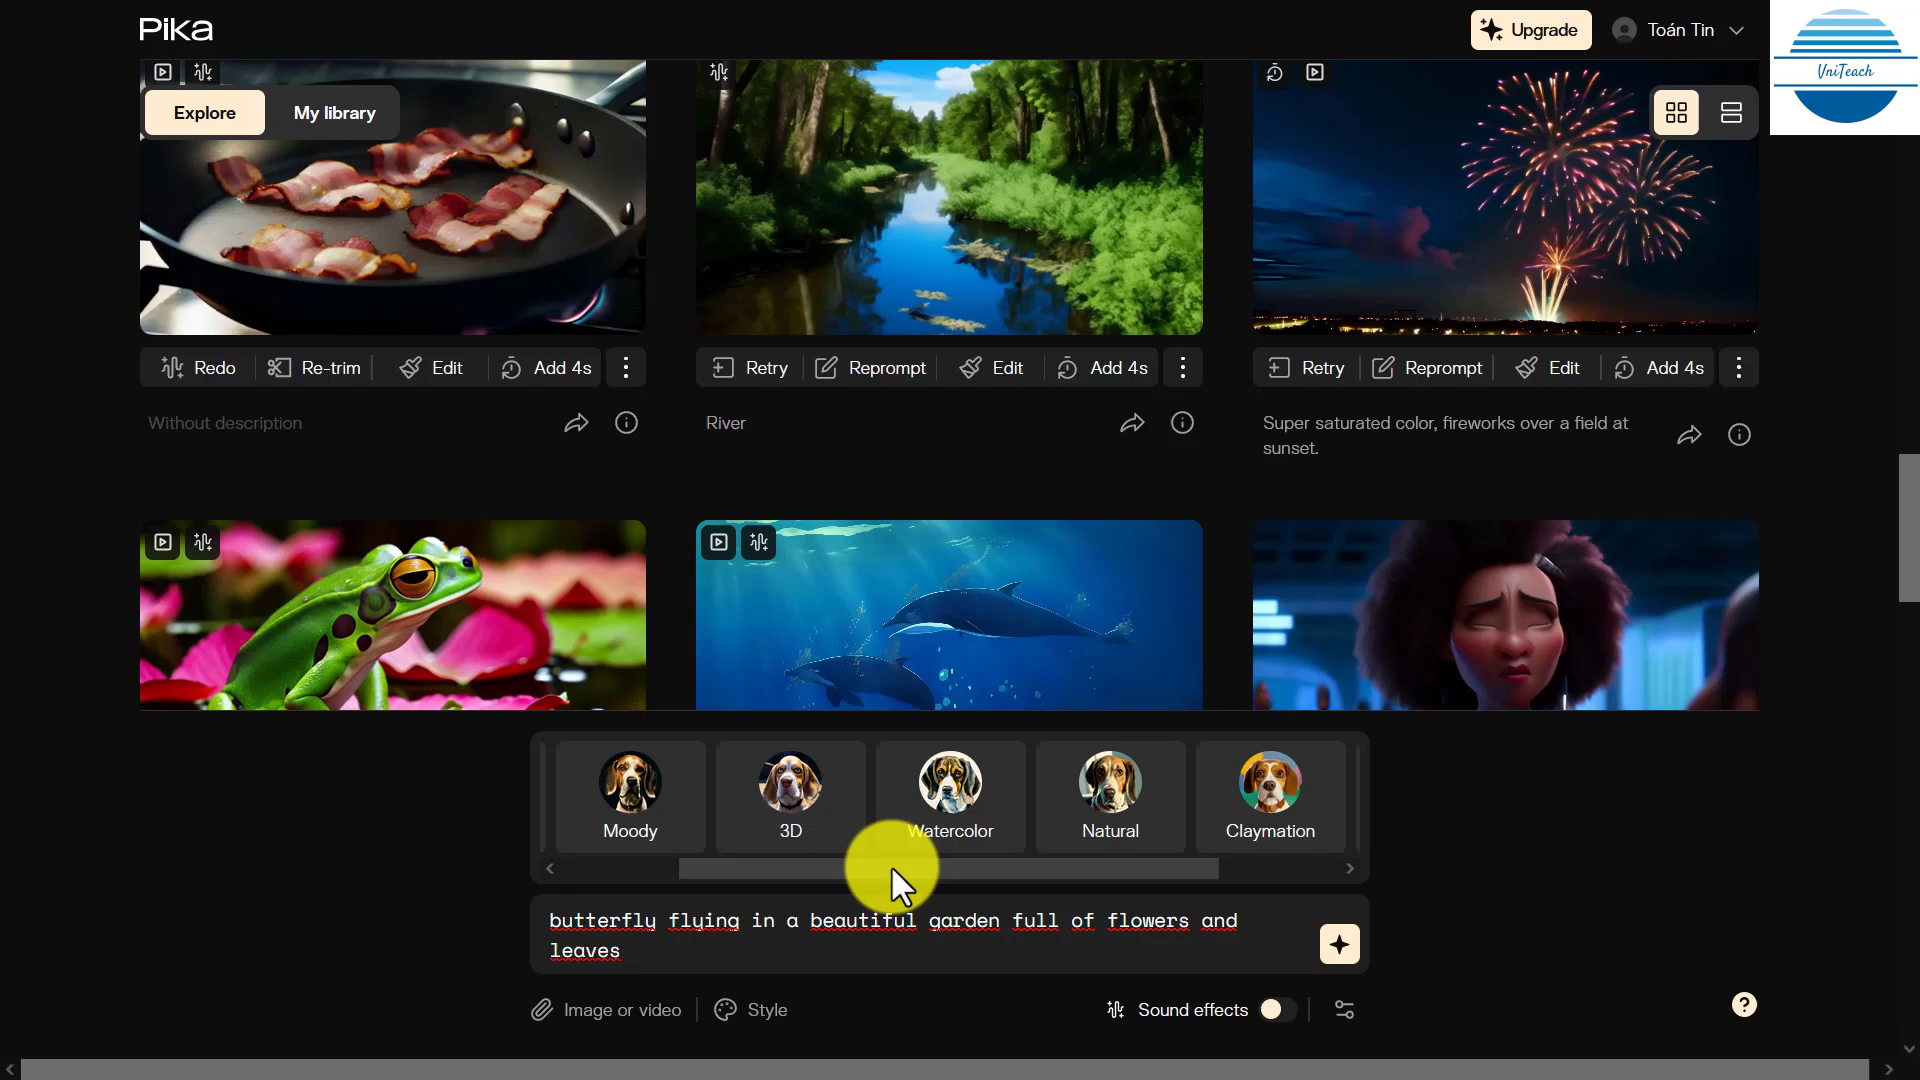 Pika
Upgrade
Toán Tin
UniTeach
Explore
My library
Redo
Re-trim
Edit
Add 4s
Retry
Reprompt
Edit
Add 4s
Retry
Reprompt
Edit
Add 4s
Without description
River
Super saturated color, fireworks over a field at
sunset.
Moody
3D
Watercolor
Natural
Claymation
butterfly flying in a beautiful garden full of flowers and
leaves
Image or video
Style
Sound effects
?